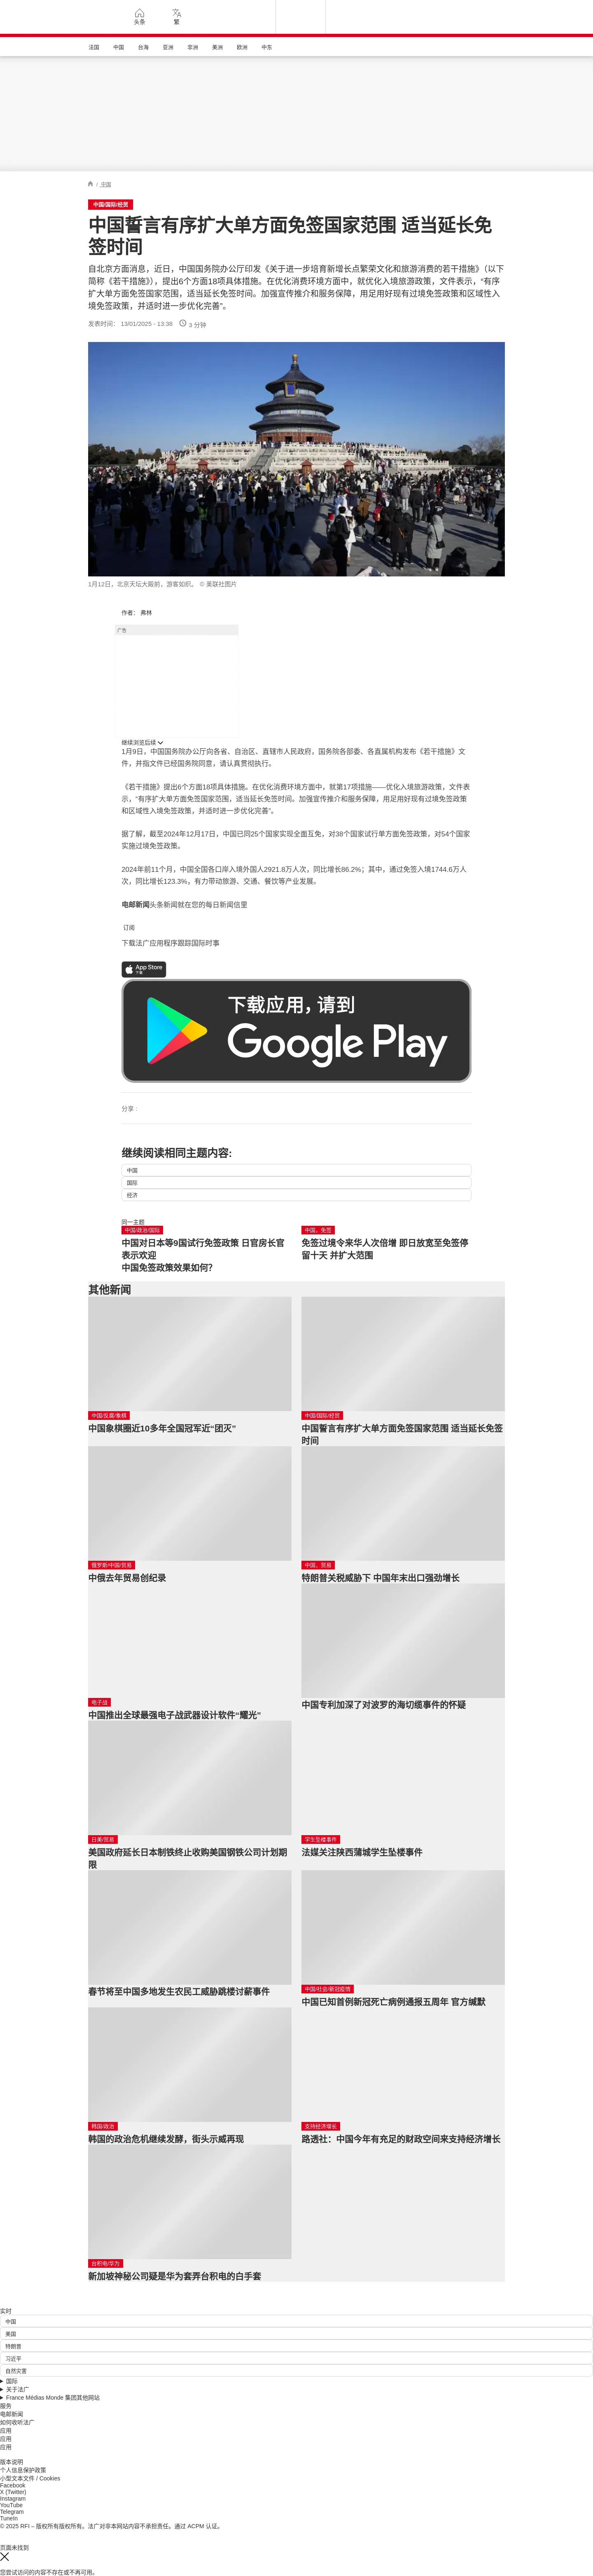 头条
繁
法国
中国
台海
亚洲
非洲
美洲
欧洲
中东
/ 中国
中国/国际/经贸
中国誓言有序扩大单方面免签国家范围 适当延长免
签时间
自北京方面消息，近日，中国国务院办公厅印发《关于进一步培育新增长点繁荣文化和旅游消费的若干措施》（以下
简称《若干措施》），提出6个方面18项具体措施。在优化消费环境方面中，就优化入境旅游政策，文件表示，“有序
扩大单方面免签国家范围，适当延长免签时间。加强宣传推介和服务保障，用足用好现有过境免签政策和区域性入
境免签政策，并适时进一步优化完善”。
发表时间： 13/01/2025 - 13:38
3 分钟
1月12日，北京天坛大殿前，游客如织。 © 美联社图片
作者： 弗林
广告
继续浏览后续
1月9日，中国国务院办公厅向各省、自治区、直辖市人民政府，国务院各部委、各直属机构发布《若干措施》文
件，并指文件已经国务院同意，请认真贯彻执行。
《若干措施》提出6个方面18项具体措施。在优化消费环境方面中，就第17项措施——优化入境旅游政策，文件表
示，“有序扩大单方面免签国家范围，适当延长免签时间。加强宣传推介和服务保障，用足用好现有过境免签政策
和区域性入境免签政策，并适时进一步优化完善”。
据了解，截至2024年12月17日，中国已同25个国家实现全面互免，对38个国家试行单方面免签政策，对54个国家
实施过境免签政策。
2024年前11个月，中国全国各口岸入境外国人2921.8万人次，同比增长86.2%；其中，通过免签入境1744.6万人
次，同比增长123.3%，有力带动旅游、交通、餐饮等产业发展。
电邮新闻头条新闻就在您的每日新闻信里
订阅
下载法广应用程序跟踪国际时事
App Store
下载
下载应用，请到
Google Play
分享 :
继续阅读相同主题内容:
中国
国际
经济
同一主题
中国/政治/国际
中国对日本等9国试行免签政策 日官房长官
表示欢迎
中国免签政策效果如何?
中国、免签
免签过境令来华人次倍增 即日放宽至免签停
留十天 并扩大范围
其他新闻
中国/反腐/象棋
中国象棋圈近10多年全国冠军近“团灭”
中国/国际/经贸
中国誓言有序扩大单方面免签国家范围 适当延长免签
时间
俄罗斯/中国/贸易
中俄去年贸易创纪录
中国、贸易
特朗普关税威胁下 中国年末出口强劲增长
电子战
中国推出全球最强电子战武器设计软件“耀光”
中国专利加深了对波罗的海切缆事件的怀疑
日美/贸易
美国政府延长日本制铁终止收购美国钢铁公司计划期
限
学生坠楼事件
法媒关注陕西蒲城学生坠楼事件
春节将至中国多地发生农民工威胁跳楼讨薪事件
中国/社会/新冠疫情
中国已知首例新冠死亡病例通报五周年 官方缄默
韩国/政治
韩国的政治危机继续发酵，街头示威再现
支持经济增长
路透社：中国今年有充足的财政空间来支持经济增长
台积电/华为
新加坡神秘公司疑是华为套弄台积电的白手套
实时
中国
美国
特朗普
习近平
自然灾害
国际
关于法广
France Médias Monde 集团其他网站
服务
电邮新闻
如何收听法广
应用
应用
应用
版本说明
个人信息保护政策
小型文本文件 / Cookies
Facebook
X (Twitter)
Instagram
YouTube
Telegram
TuneIn
© 2025 RFI – 版权所有版权所有。法广对非本网站内容不承担责任。通过 ACPM 认证。
页面未找到
您尝试访问的内容不存在或不再可用。